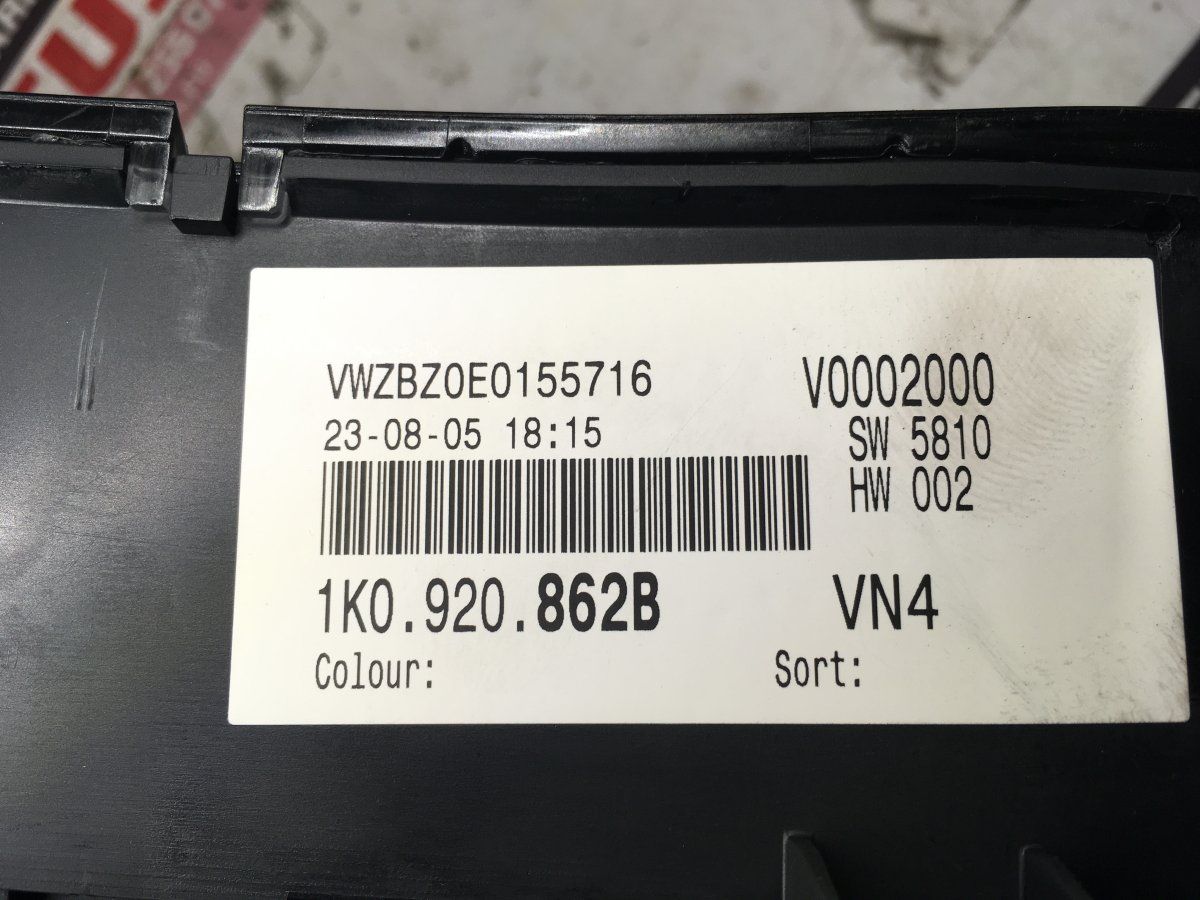 VWZBZ0E0155716
23-08-05 18:15
V0002000
SW 5810
HW 002
1K0.920.862B
VN4
Colour:
Sort: